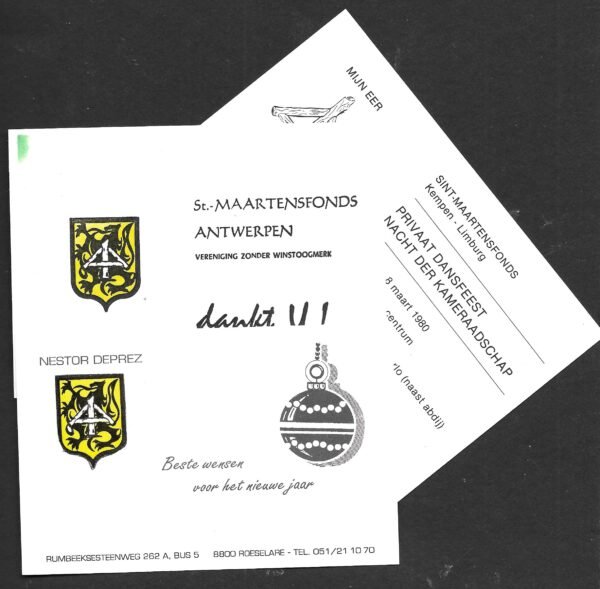 MIJN EER
SINT-MAARTENSFONDS
Kempen - Limburg
PRIVAAT DANSFEEST
NACHT DER KAMERAADSCHAP
8 maart 1980
centrum
(naast abdij)
St.-MAARTENSFONDS
ANTWERPEN
VERENIGING ZONDER WINSTOOGMERK
dankt
NESTOR DEPREZ
Beste wensen
voor het nieuwe jaar
RUMBEEKSESTEENWEG 262 A, BUS 5 8800 ROESELARE - TEL. 051/21 10 70